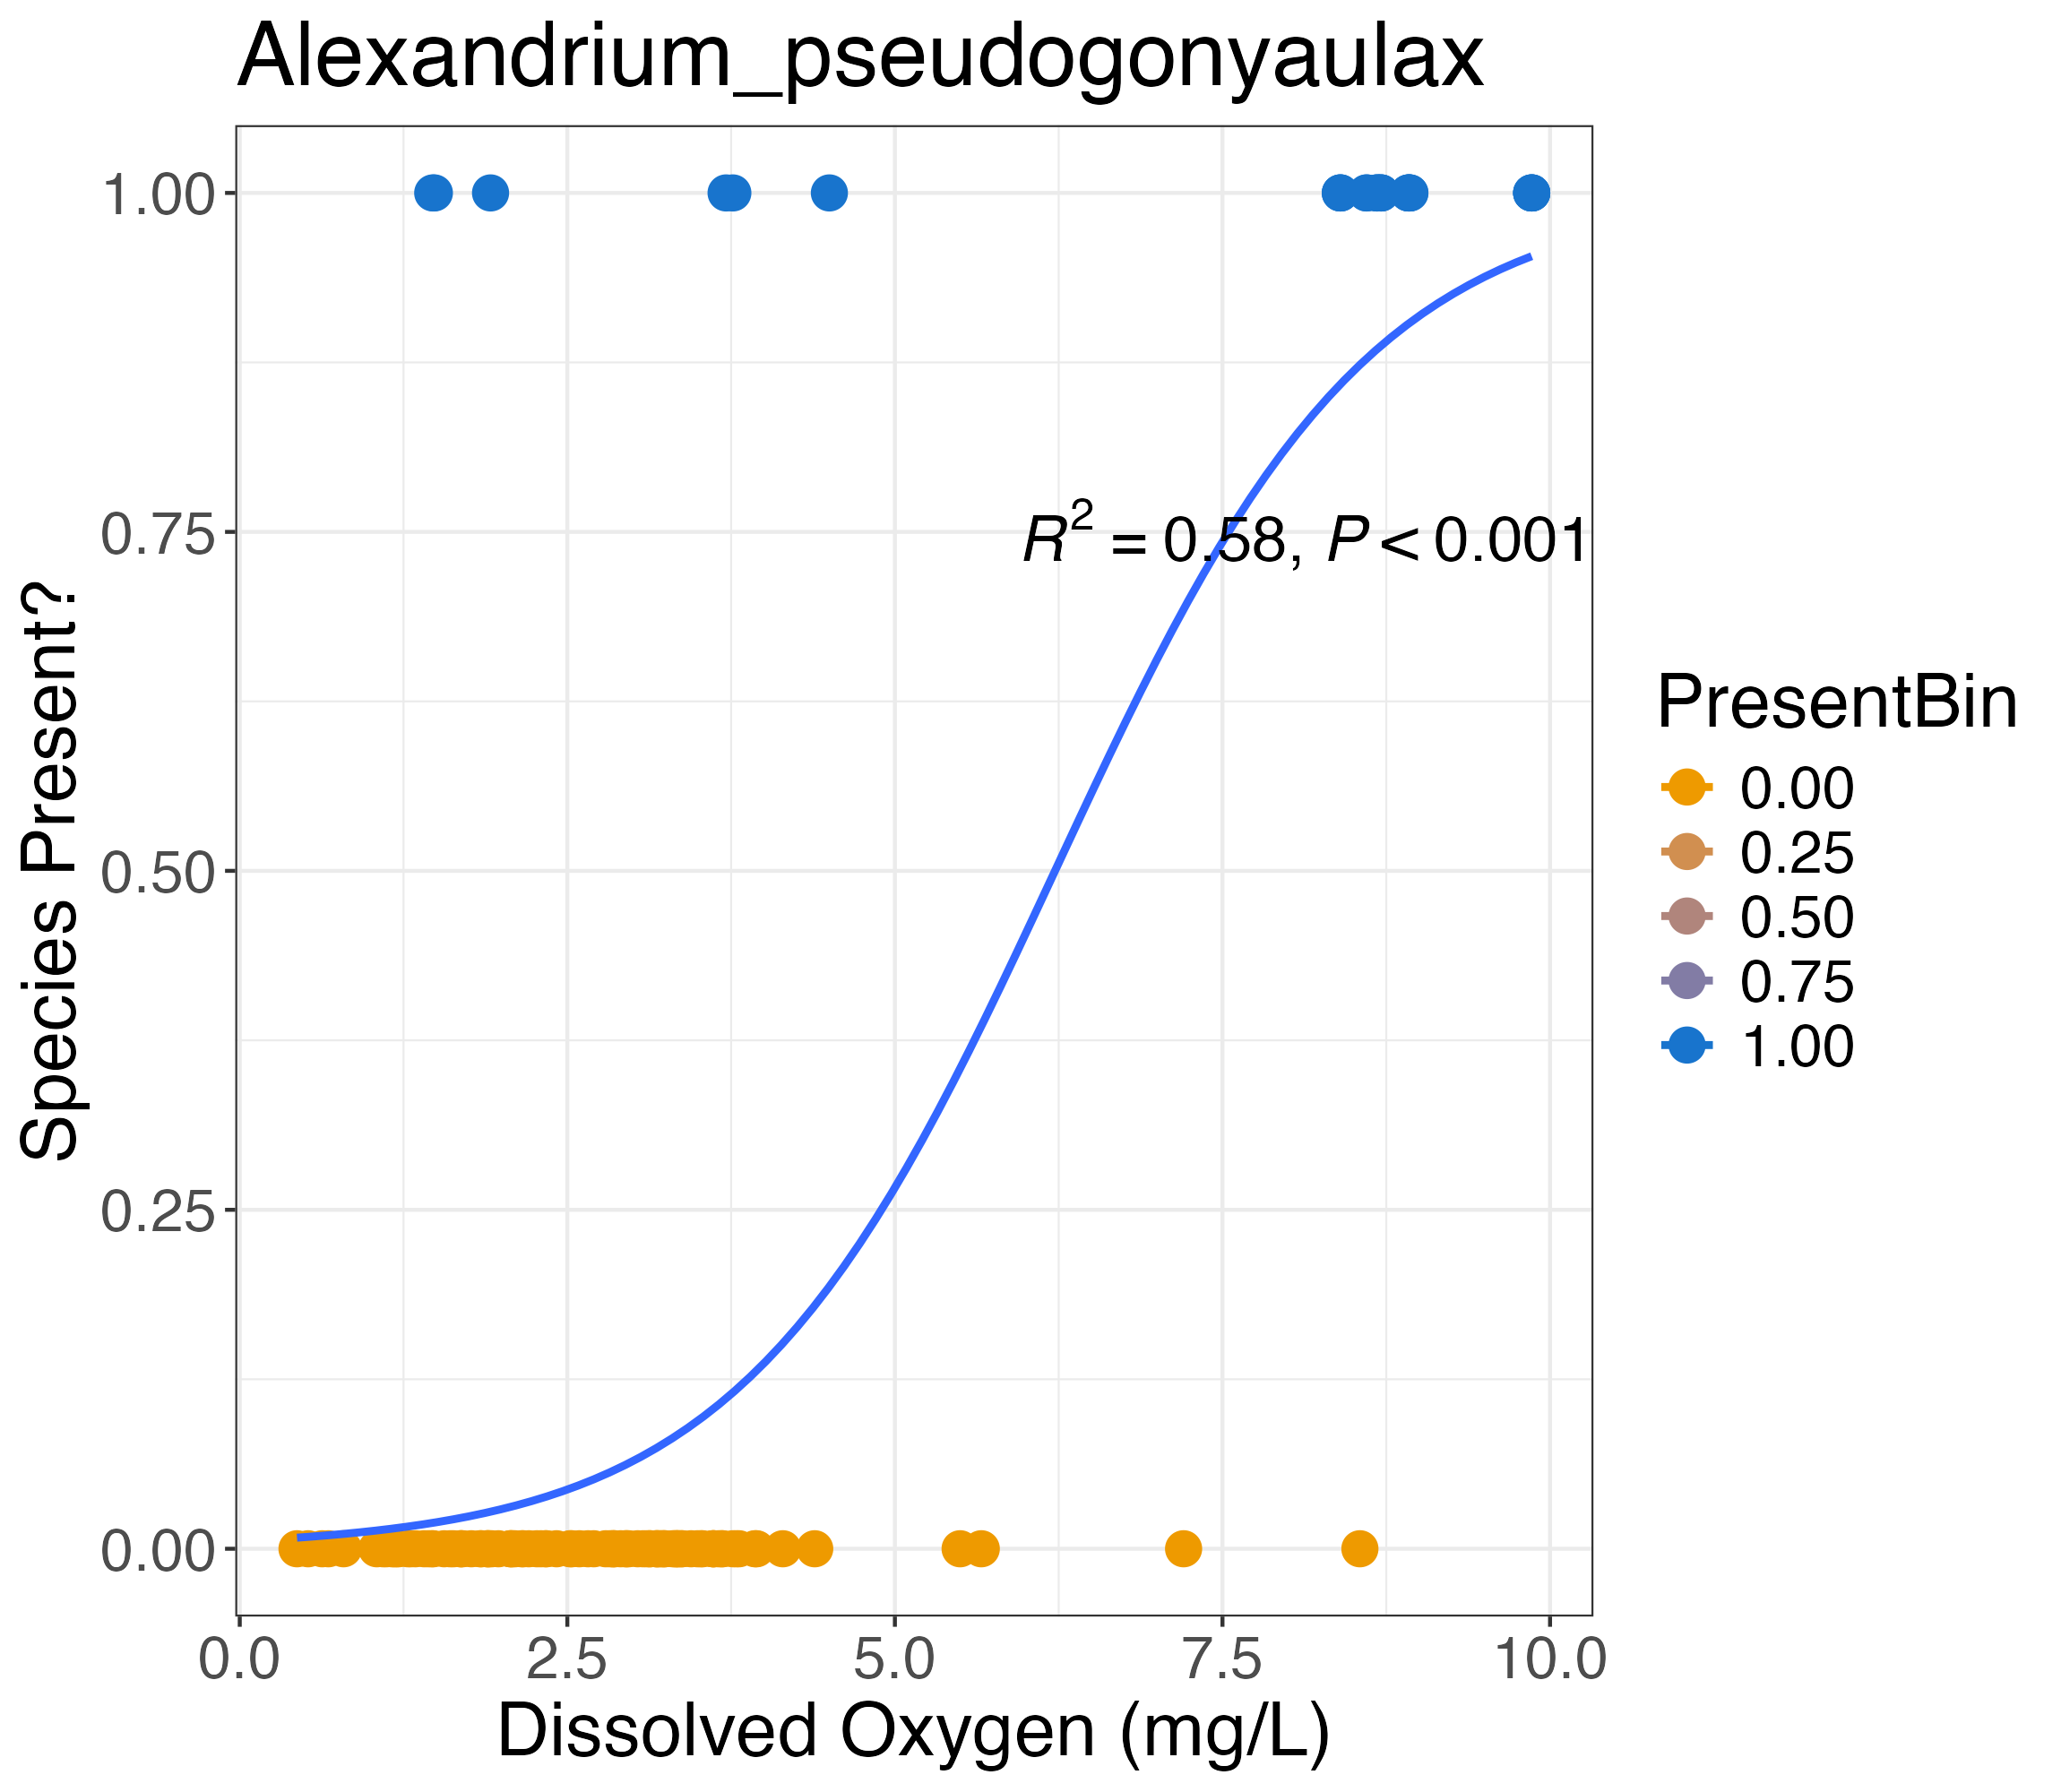 Alexandrium_pseudogonyaulax
Species Present?
1.00
0.75
0.50
0.25
0.00
R² = 0.58, P < 0.001
0.0 2.5 5.0 7.5 10.0
Dissolved Oxygen (mg/L)
PresentBin
0.00
0.25
0.50
0.75
1.00